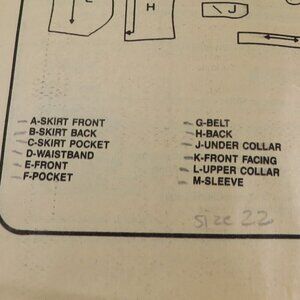 L
H
J
A-SKIRT FRONT
B-SKIRT BACK
C-SKIRT POCKET
D-WAISTBAND
E-FRONT
F-POCKET
G-BELT
H-BACK
J-UNDER COLLAR
K-FRONT FACING
L-UPPER COLLAR
M-SLEEVE
size 22